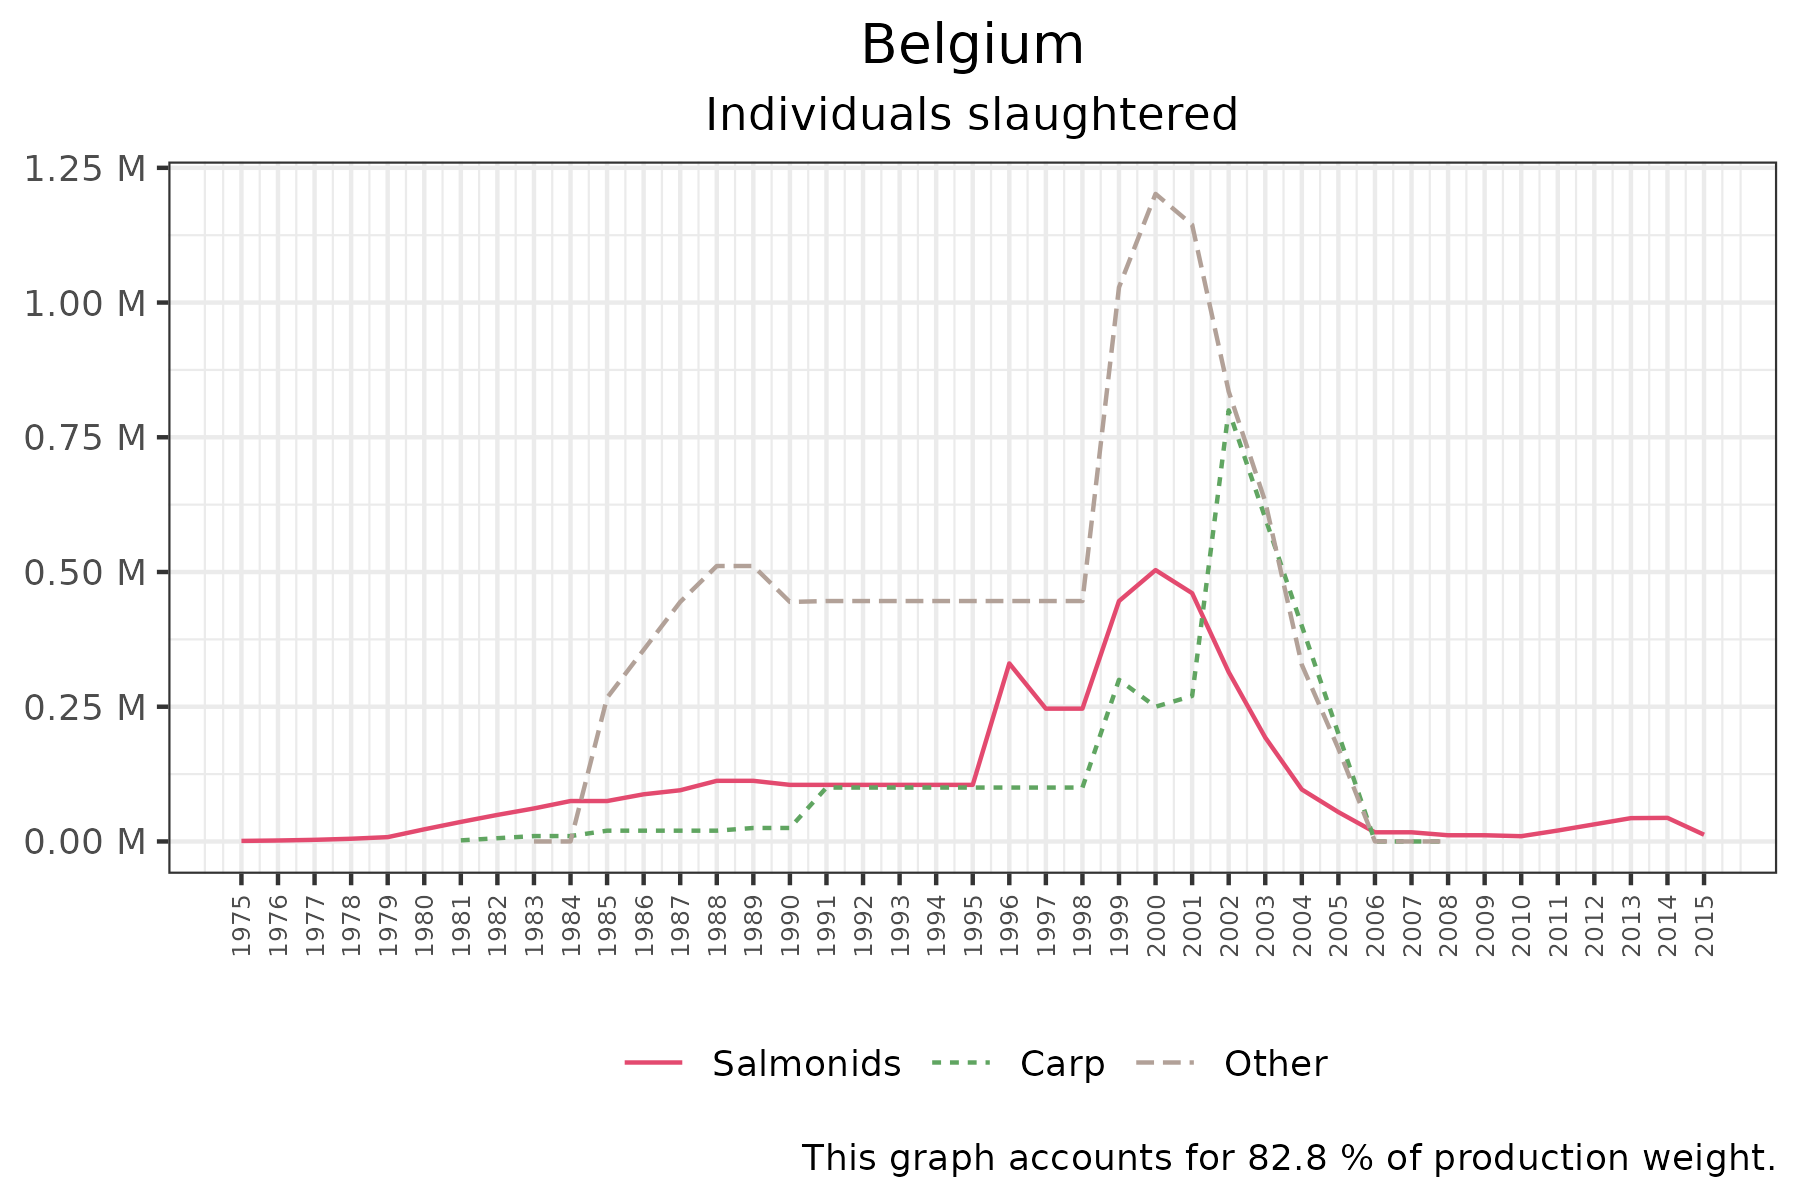 Belgium
Individuals slaughtered
1.25 M
1.00 M
0.75 M
0.50 M
0.25 M
0.00 M
1975 1976 1977 1978 1979 1980 1981 1982 1983 1984 1985 1986 1987 1988 1989 1990 1991 1992 1993 1994 1995 1996 1997 1998 1999 2000 2001 2002 2003 2004 2005 2006 2007 2008 2009 2010 2011 2012 2013 2014 2015
Salmonids Carp Other
This graph accounts for 82.8 % of production weight.